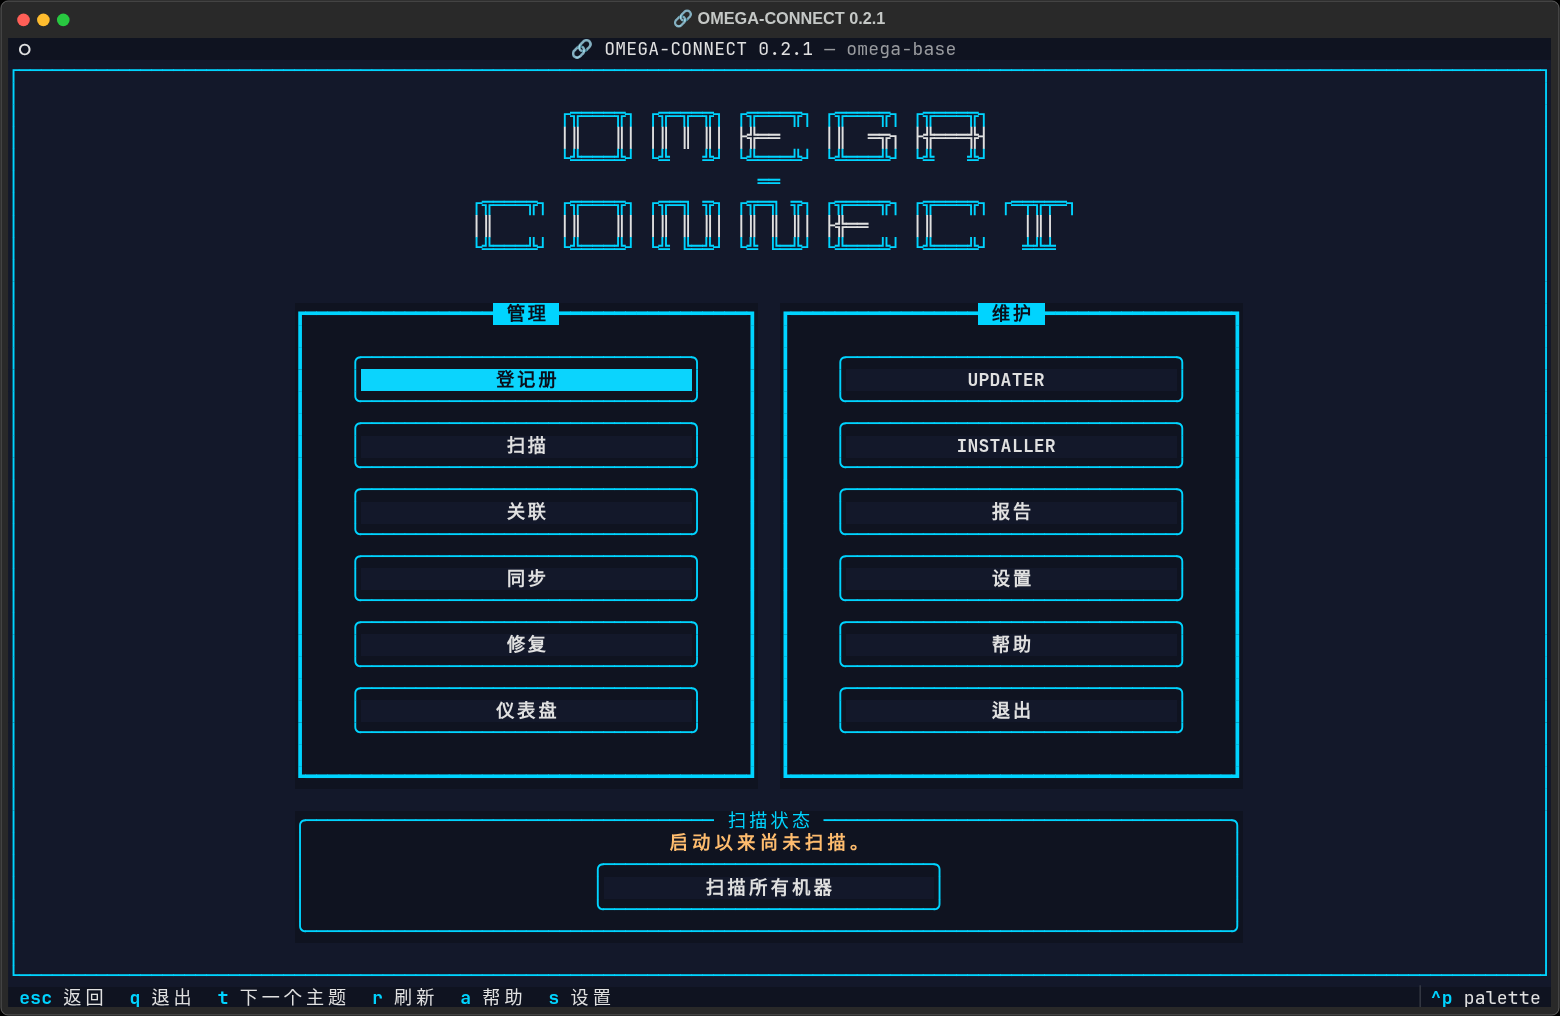 🔗 OMEGA-CONNECT 0.2.1
🔗 OMEGA-CONNECT 0.2.1 — omega-base
OMEGA
-
CONNECT
管理
登记册
扫描
关联
同步
修复
仪表盘
维护
UPDATER
INSTALLER
报告
设置
帮助
退出
扫描状态
启动以来尚未扫描。
扫描所有机器
esc 返回 q 退出 t 下一个主题 r 刷新 a 帮助 s 设置 ^p palette